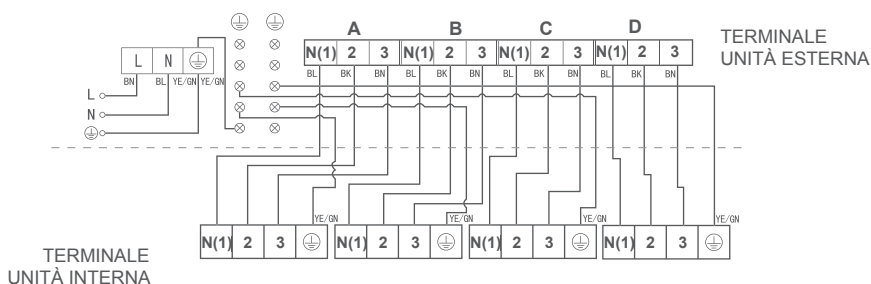 A B C D
N(1) 2 3 N(1) 2 3 N(1) 2 3 N(1) 2 3
TERMINALE
UNITÀ ESTERNA
L N
BN BL YE/GN YE/GN
BL BK BN BL BK BN BL BK BN BL BK BN
L
N
YE/GN YE/GN YE/GN YE/GN
N(1) 2 3 N(1) 2 3 N(1) 2 3 N(1) 2 3
TERMINALE
UNITÀ INTERNA